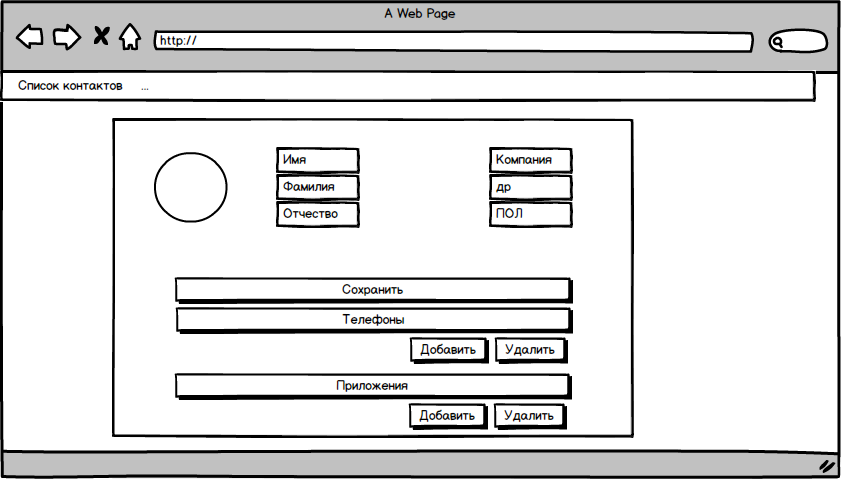 A Web Page
http://
Список контактов ...
Имя
Фамилия
Отчество
Компания
др
ПОЛ
Сохранить
Телефоны
Добавить Удалить
Приложения
Добавить Удалить